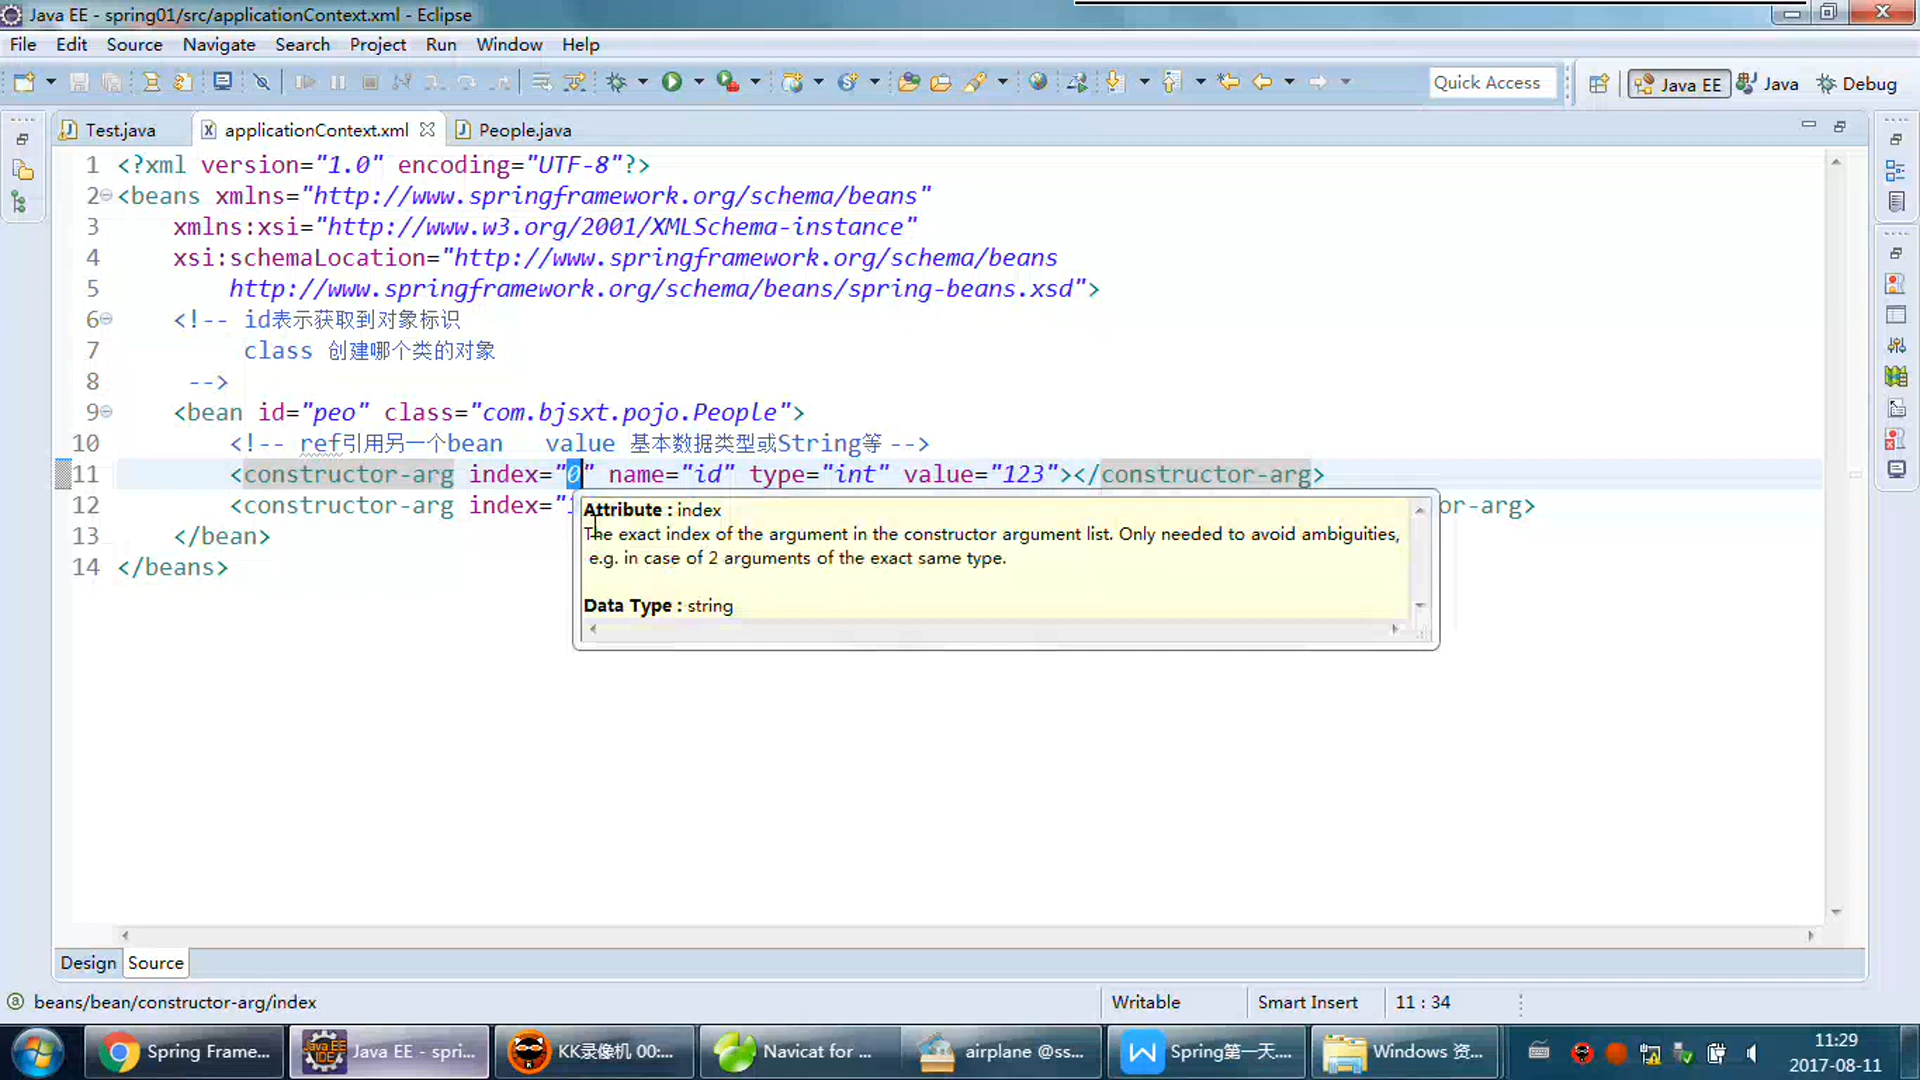 Java EE - spring01/src/applicationContext.xml - Eclipse
File Edit Source Navigate Search Project Run Window Help
Quick Access
Java EE
Java
Debug
Test.java
applicationContext.xml
People.java
1 <?xml version="1.0" encoding="UTF-8"?>
2 <beans xmlns="http://www.springframework.org/schema/beans"
3 xmlns:xsi="http://www.w3.org/2001/XMLSchema-instance"
4 xsi:schemaLocation="http://www.springframework.org/schema/beans
5 http://www.springframework.org/schema/beans/spring-beans.xsd">
6 <!-- id表示获取到对象标识
7 class 创建哪个类的对象
8 -->
9 <bean id="peo" class="com.bjsxt.pojo.People">
10 <!-- ref引用另一个bean value 基本数据类型或String等 -->
11 <constructor-arg index="0" name="id" type="int" value="123"></constructor-arg>
12 <constructor-arg index="1 or-arg>
13 </bean>
14 </beans>
Attribute : index
The exact index of the argument in the constructor argument list. Only needed to avoid ambiguities,
e.g. in case of 2 arguments of the exact same type.
Data Type : string
Design
Source
beans/bean/constructor-arg/index
Writable
Smart Insert
11 : 34
Spring Frame...
Java EE - spri...
KK录像机 00:...
Navicat for ...
airplane @ss...
Spring第一天....
Windows 资...
11:29
2017-08-11